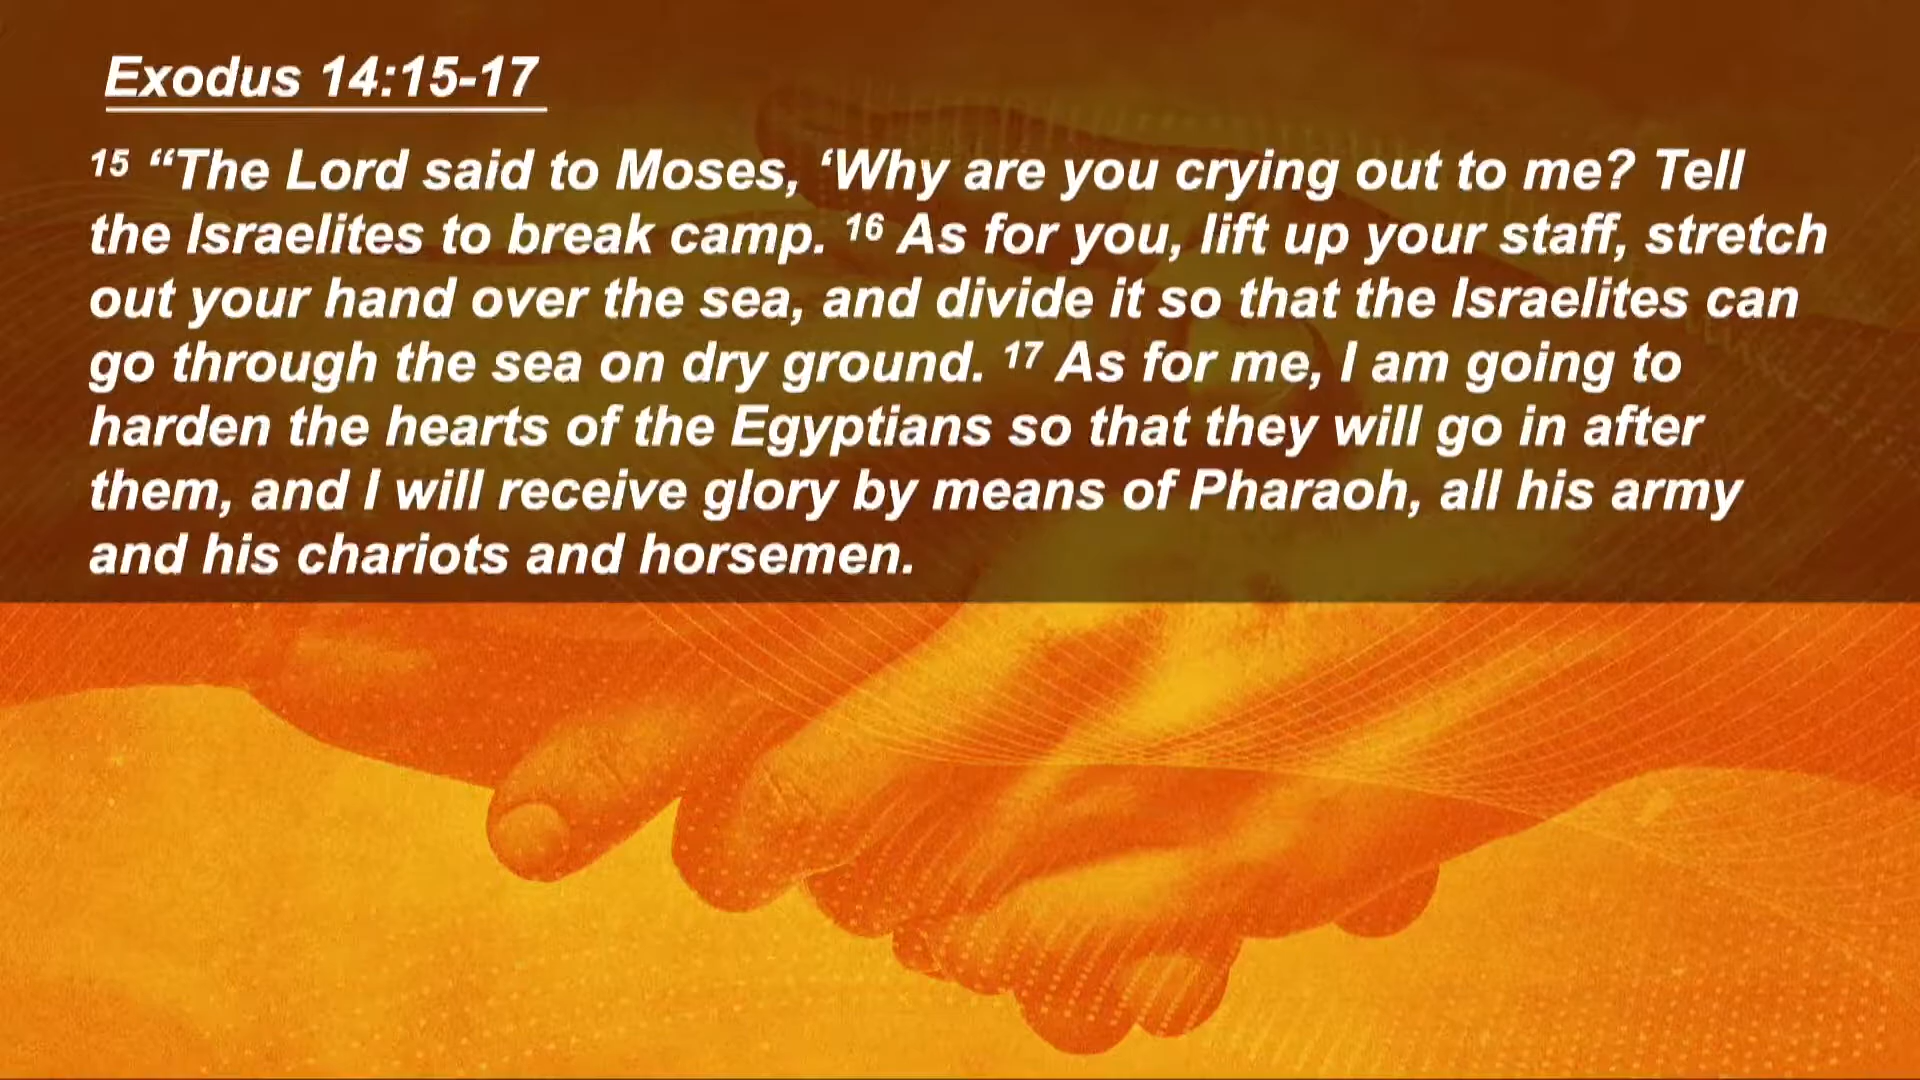 Exodus 14:15-17
15 “The Lord said to Moses, ‘Why are you crying out to me? Tell
the Israelites to break camp. 16 As for you, lift up your staff, stretch
out your hand over the sea, and divide it so that the Israelites can
go through the sea on dry ground. 17 As for me, I am going to
harden the hearts of the Egyptians so that they will go in after
them, and I will receive glory by means of Pharaoh, all his army
and his chariots and horsemen.